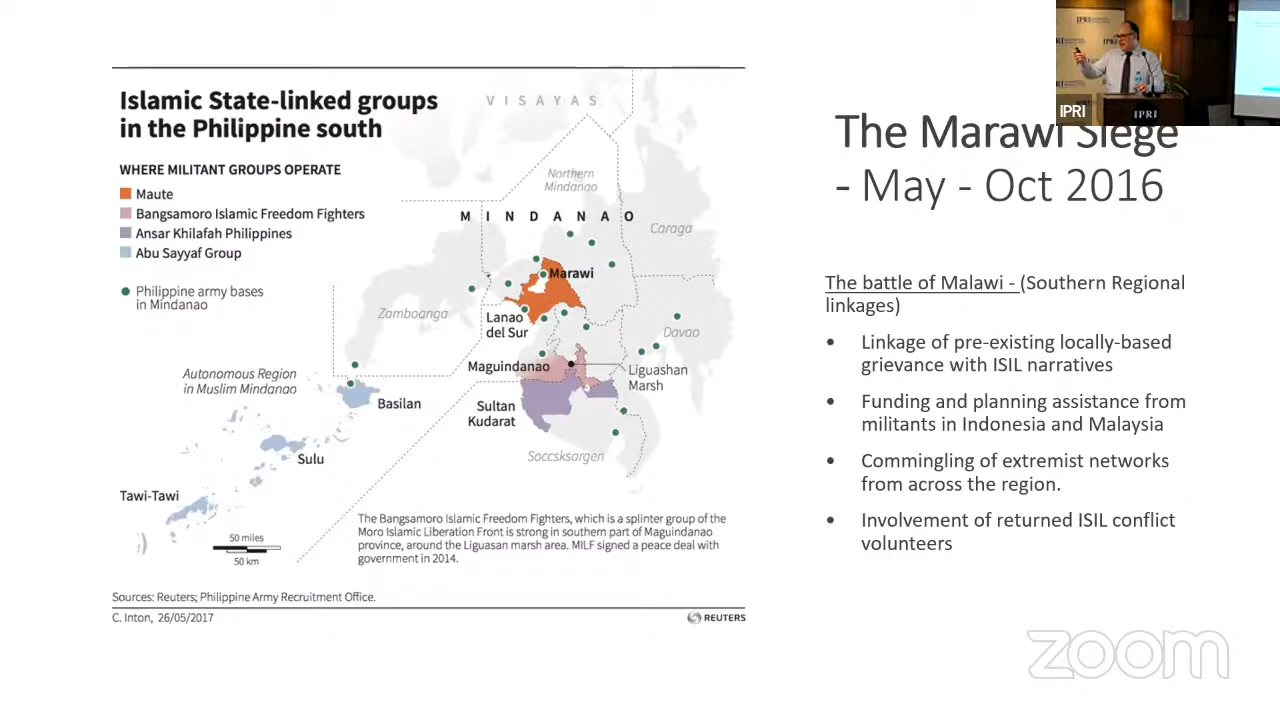 Islamic State-linked groups
in the Philippine south
WHERE MILITANT GROUPS OPERATE
Maute
Bangsamoro Islamic Freedom Fighters
Ansar Khilafah Philippines
Abu Sayyaf Group
Philippine army bases
in Mindanao
VISAYAS
Northern
Mindanao
MINDANAO
Caraga
Marawi
Zamboanga
Lanao
del Sur
Davao
Maguindanao
Liguashan
Marsh
Autonomous Region
in Muslim Mindanao
Basilan
Sultan
Kudarat
Sulu
Soccsksargen
Tawi-Tawi
50 miles
50 km
The Bangsamoro Islamic Freedom Fighters, which is a splinter group of the
Moro Islamic Liberation Front is strong in southern part of Maguindanao
province, around the Liguasan marsh area. MILF signed a peace deal with
government in 2014.
Sources: Reuters; Philippine Army Recruitment Office.
C. Inton, 26/05/2017
REUTERS
IPRI
IPRI
IPRI
The Marawi Siege
- May - Oct 2016
The battle of Malawi - (Southern Regional
linkages)
• Linkage of pre-existing locally-based
grievance with ISIL narratives
• Funding and planning assistance from
militants in Indonesia and Malaysia
• Commingling of extremist networks
from across the region.
• Involvement of returned ISIL conflict
volunteers
zoom